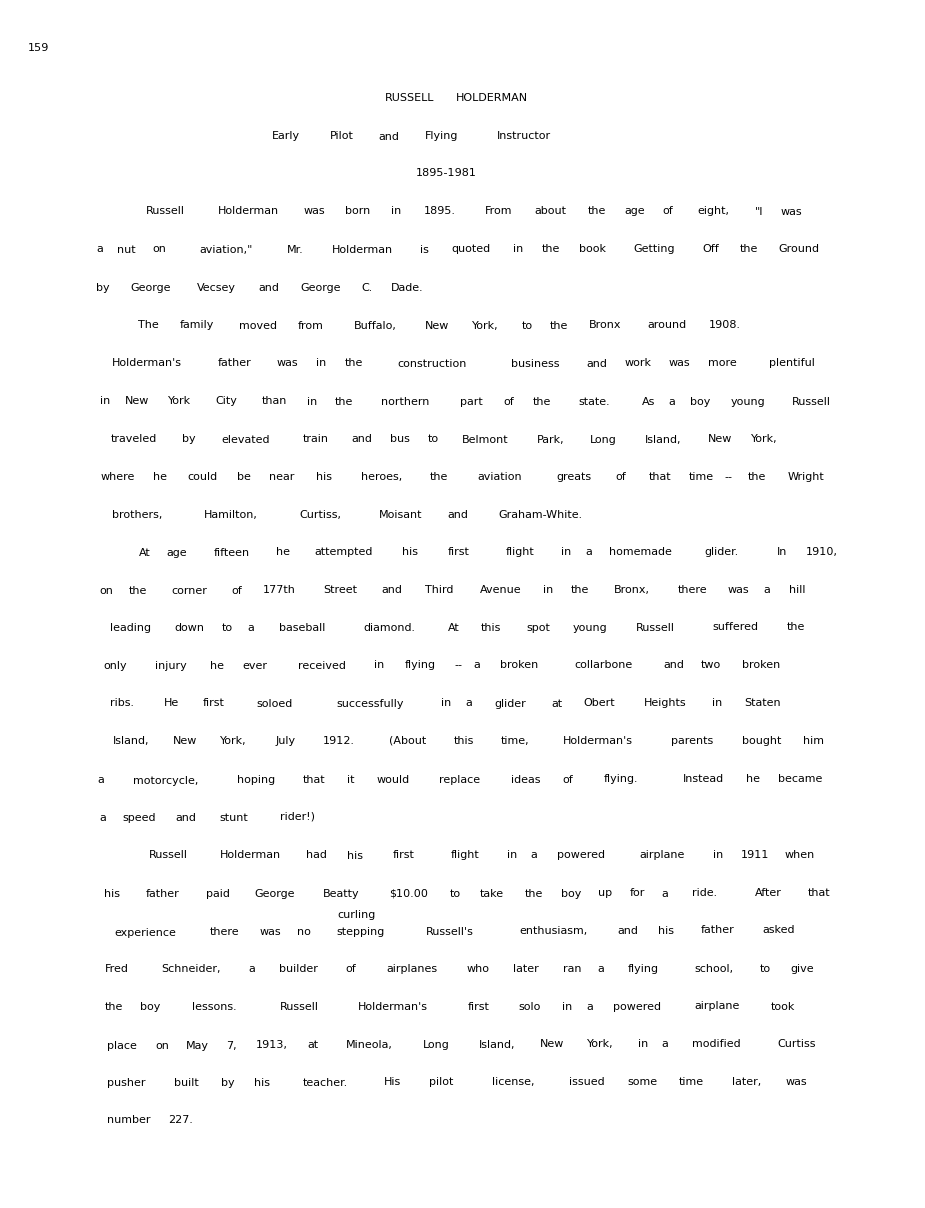 159
RUSSELL HOLDERMAN
Early Pilot and Flying Instructor
1895-1981
Russell Holderman was born in 1895. From about the age of eight, "I was
a nut on aviation," Mr. Holderman is quoted in the book Getting Off the Ground
by George Vecsey and George C. Dade.
The family moved from Buffalo, New York, to the Bronx around 1908.
Holderman's father was in the construction business and work was more plentiful
in New York City than in the northern part of the state. As a boy young Russell
traveled by elevated train and bus to Belmont Park, Long Island, New York,
where he could be near his heroes, the aviation greats of that time -- the Wright
brothers, Hamilton, Curtiss, Moisant and Graham-White.
At age fifteen he attempted his first flight in a homemade glider. In 1910,
on the corner of 177th Street and Third Avenue in the Bronx, there was a hill
leading down to a baseball diamond. At this spot young Russell suffered the
only injury he ever received in flying -- a broken collarbone and two broken
ribs. He first soloed successfully in a glider at Obert Heights in Staten
Island, New York, July 1912. (About this time, Holderman's parents bought him
a motorcycle, hoping that it would replace ideas of flying. Instead he became
a speed and stunt rider!)
Russell Holderman had his first flight in a powered airplane in 1911 when
his father paid George Beatty $10.00 to take the boy up for a ride. After that
curling
experience there was no stepping Russell's enthusiasm, and his father asked
Fred Schneider, a builder of airplanes who later ran a flying school, to give
the boy lessons. Russell Holderman's first solo in a powered airplane took
place on May 7, 1913, at Mineola, Long Island, New York, in a modified Curtiss
pusher built by his teacher. His pilot license, issued some time later, was
number 227.